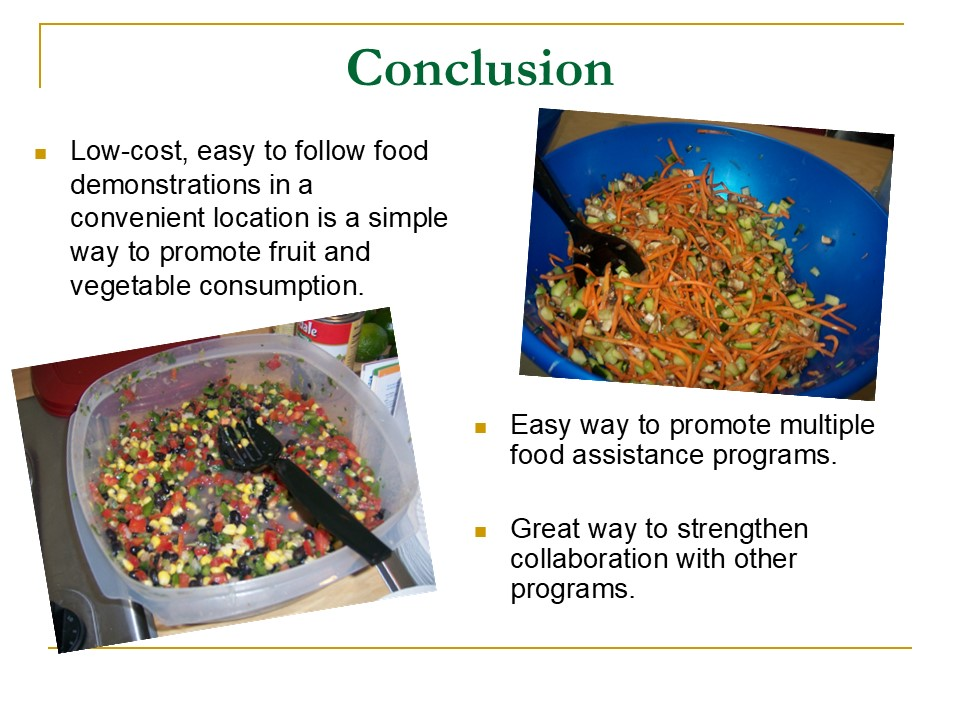 Conclusion
Low-cost, easy to follow food
demonstrations in a
convenient location is a simple
way to promote fruit and
vegetable consumption.
dale
Easy way to promote multiple
food assistance programs.
Great way to strengthen
collaboration with other
programs.